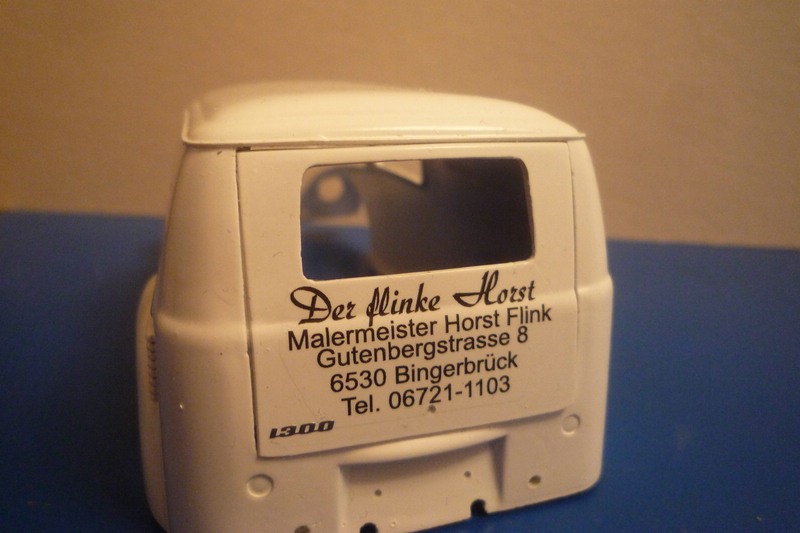 Der flinke Horst
Malermeister Horst Flink
Gutenbergstrasse 8
6530 Bingerbrück
Tel. 06721-1103
1300